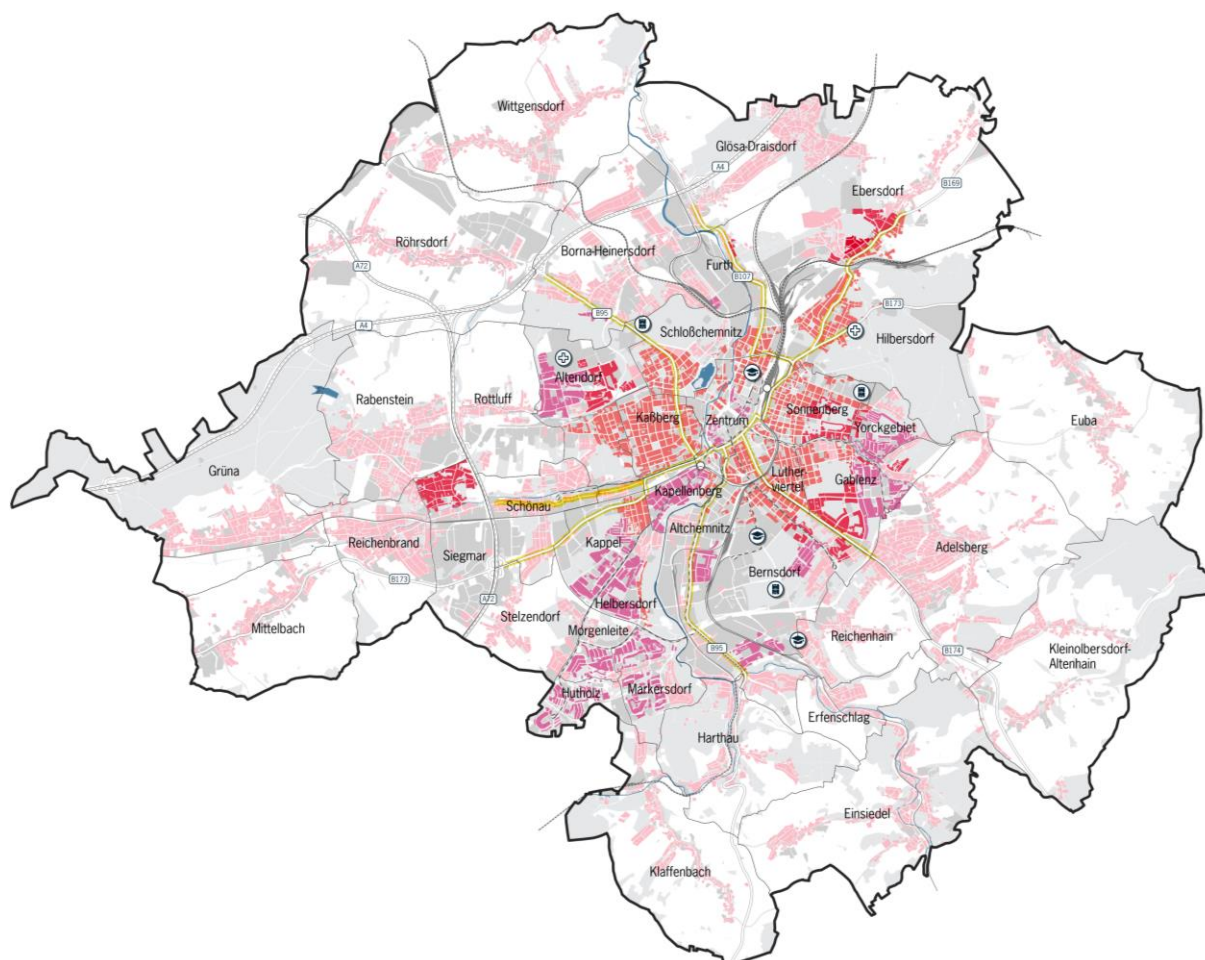 Wittgensdorf
Glösa-Draisdorf
A4
Ebersdorf
B169
Röhrsdorf
Borna-Heinersdorf
A72
Furth
B107
B173
B95
A4
Schloßchemnitz
Hilbersdorf
Altendorf
Rabenstein
Rottluff
Kaßberg
Zentrum
Sonnenberg
Yorckgebiet
Euba
Grüna
Luther-
viertel
Gablenz
Kapellenberg
Schönau
Altchemnitz
Reichenbrand
Siegmar
Kappel
Adelsberg
Bernsdorf
B173
A72
Helbersdorf
Stelzendorf
Mittelbach
Morgenleite
Reichenhain
B95
B174
Kleinolbersdorf-
Altenhain
Hutholz
Markersdorf
Erfenschlag
Harthau
Einsiedel
Klaffenbach